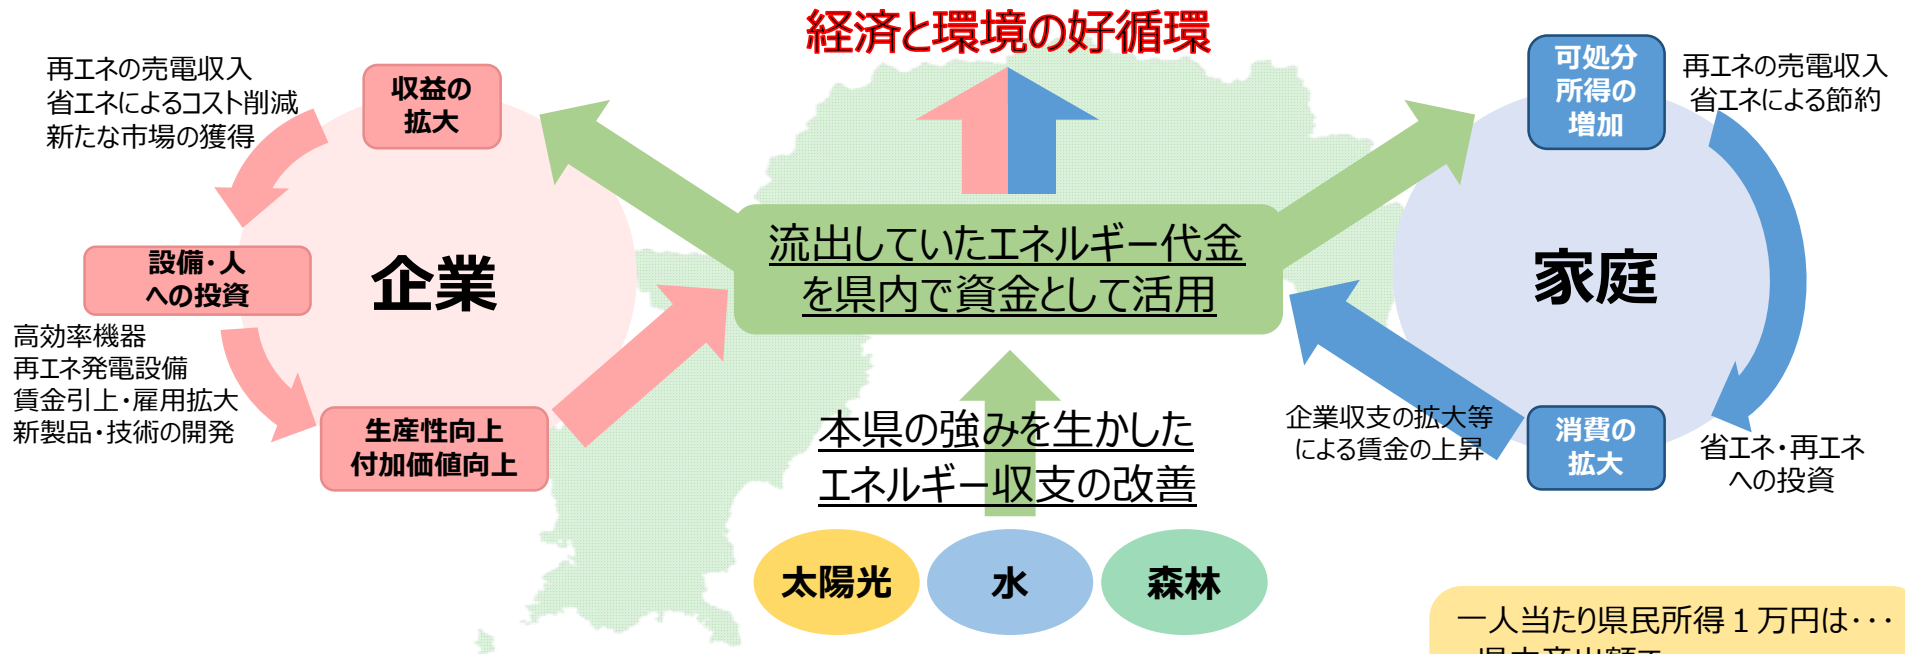 経済と環境の好循環
再エネの売電収入
省エネによるコスト削減
新たな市場の獲得
収益の
拡大
設備・人
への投資
企業
高効率機器
再エネ発電設備
賃金引上・雇用拡大
新製品・技術の開発
生産性向上
付加価値向上
流出していたエネルギー代金
を県内で資金として活用
本県の強みを生かした
エネルギー収支の改善
太陽光
水
森林
可処分
所得の
増加
再エネの売電収入
省エネによる節約
家庭
企業収支の拡大等
による賃金の上昇
消費の
拡大
省エネ・再エネ
への投資
一人当たり県民所得1万円は・・・